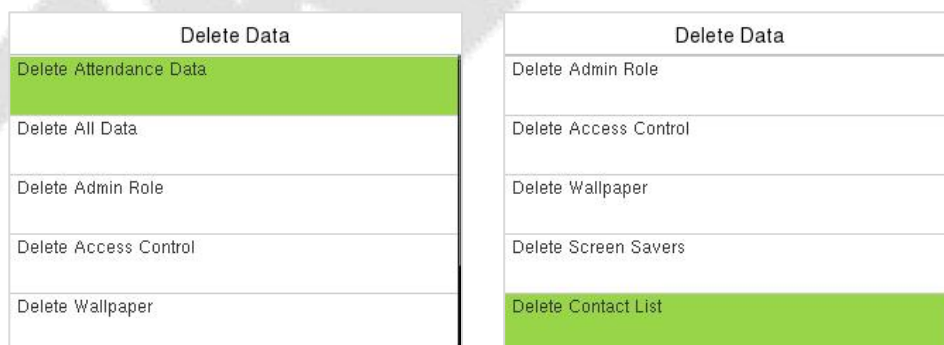 Delete Data
Delete Attendance Data
Delete All Data
Delete Admin Role
Delete Access Control
Delete Wallpaper
Delete Data
Delete Admin Role
Delete Access Control
Delete Wallpaper
Delete Screen Savers
Delete Contact List